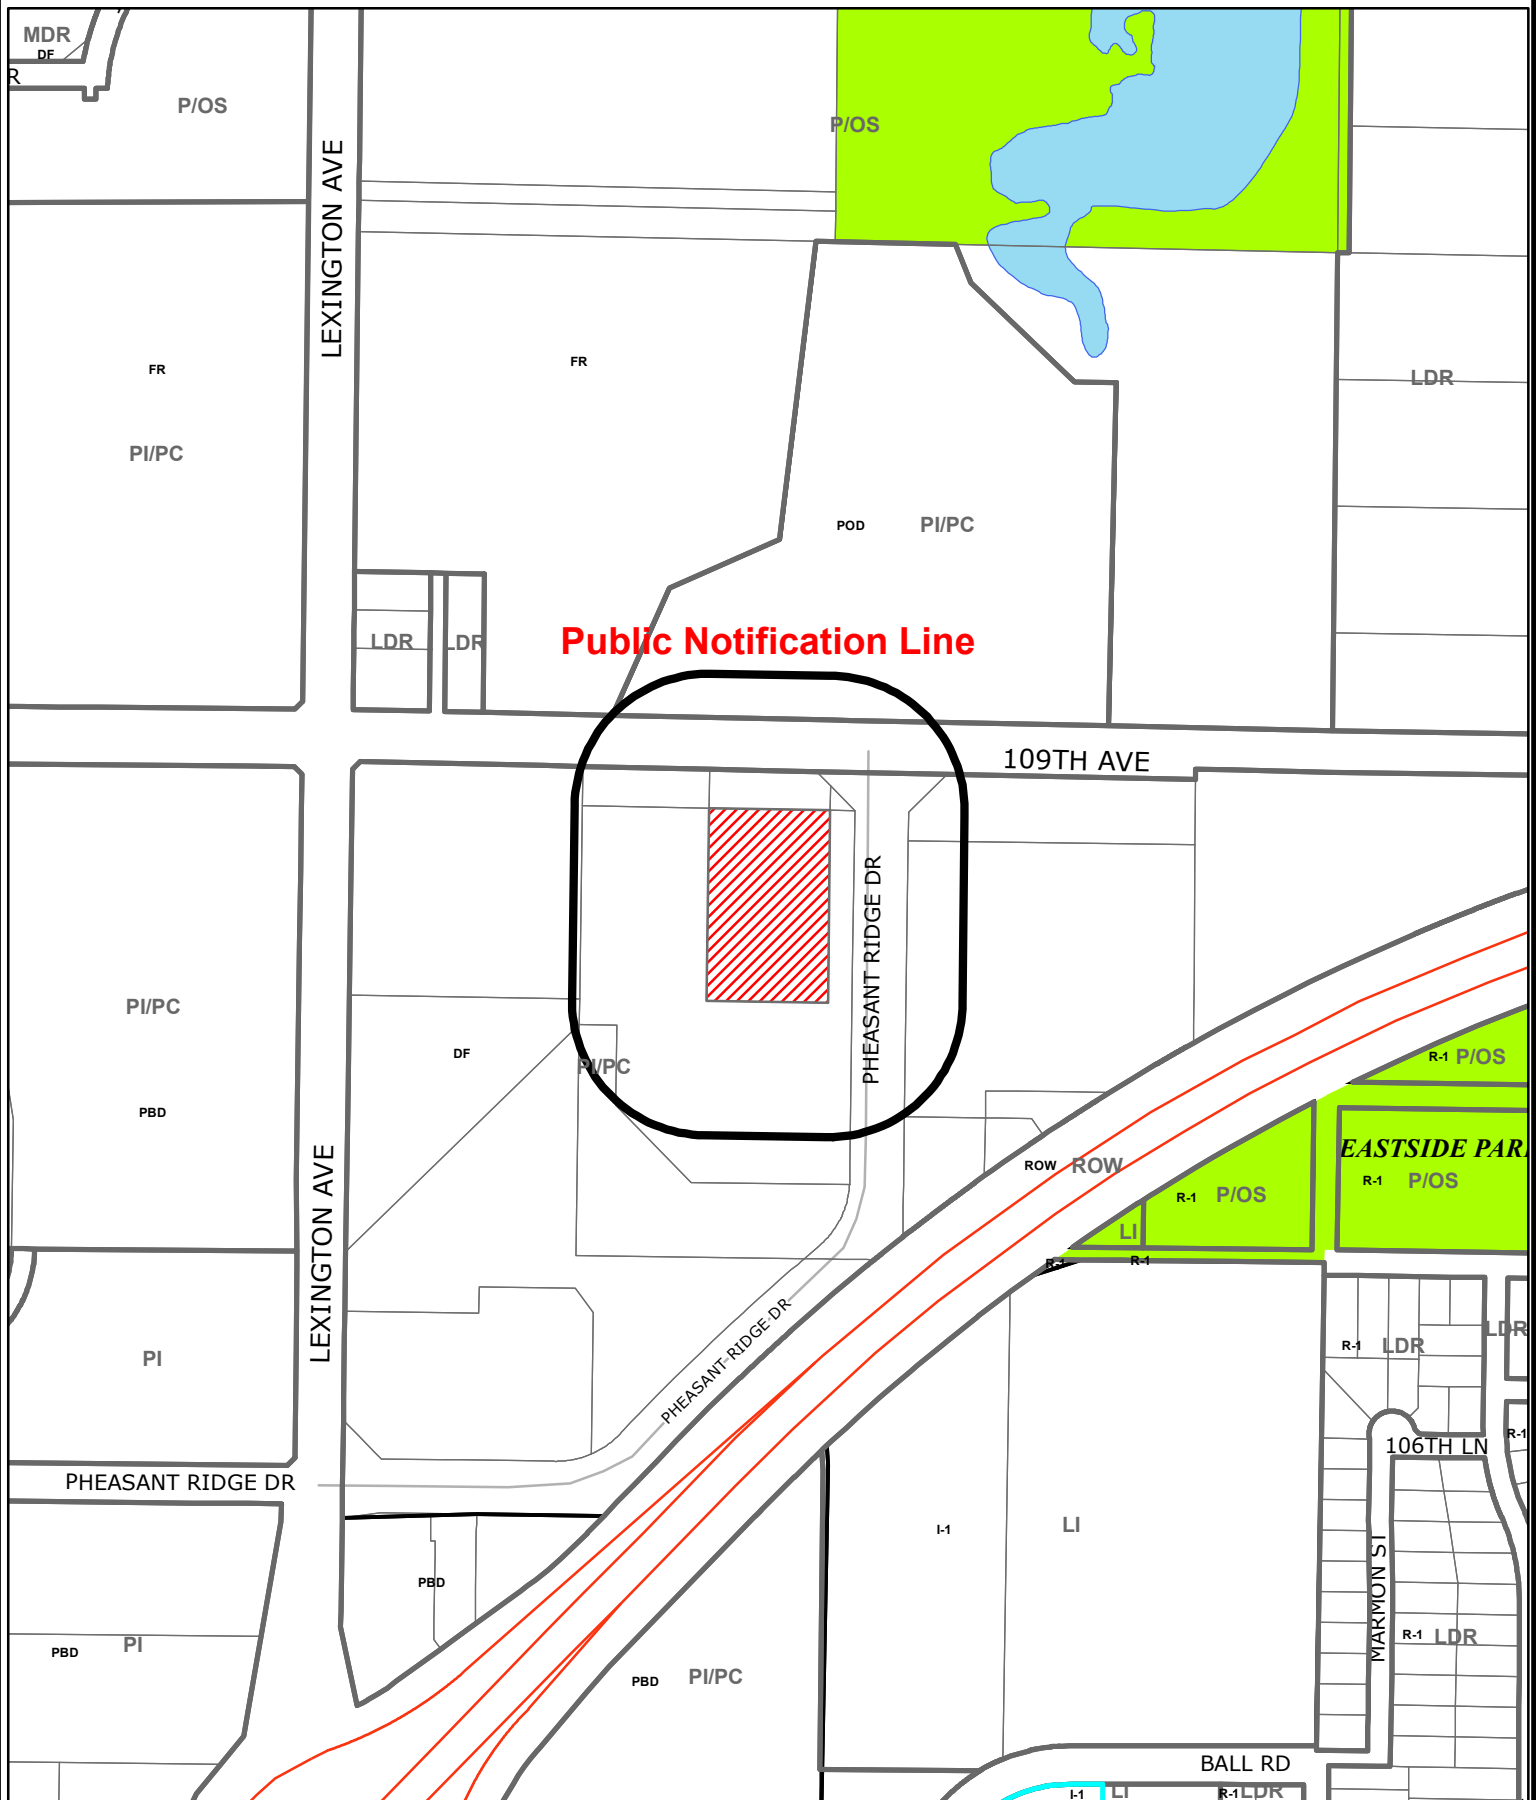 MDR
DF
R
P/OS
P/OS
LEXINGTON AVE
FR
FR
LDR
PI/PC
POD
PI/PC
LDR
LDR
Public Notification Line
109TH AVE
PHEASANT RIDGE DR
PI/PC
DF
PI/PC
PBD
R-1 P/OS
EASTSIDE PARK
R-1 P/OS
ROW ROW
R-1 P/OS
LI
R-1
R-1
LEXINGTON AVE
PHEASANT RIDGE DR
PI
R-1 LDR
LDR
R-1
106TH LN
PHEASANT RIDGE DR
I-1
LI
MARMON ST
PBD
PBD
PI
R-1 LDR
PBD
PI/PC
BALL RD
I-1
LI
R-1 LDR